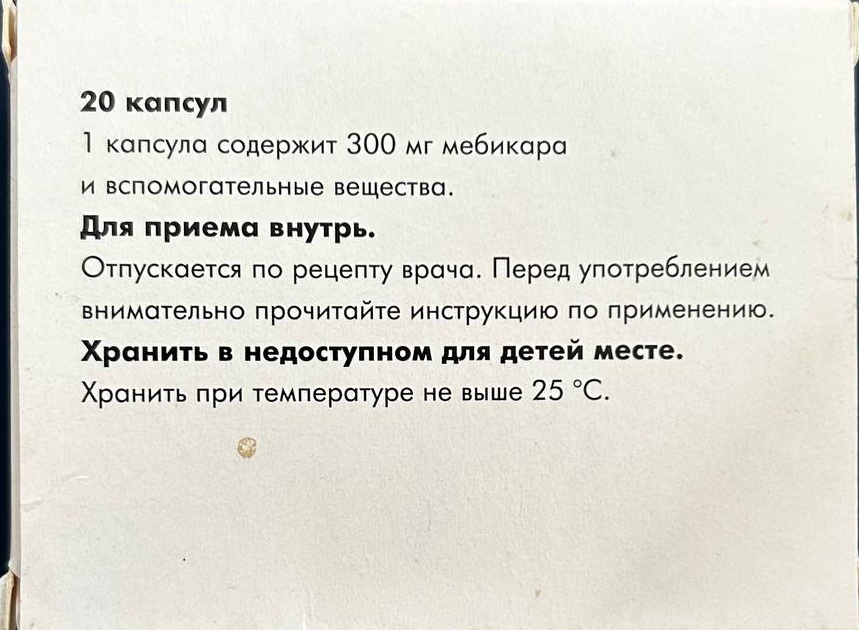 20 капсул
1 капсула содержит 300 мг мебикара
и вспомогательные вещества.
Для приема внутрь.
Отпускается по рецепту врача. Перед употреблением
внимательно прочитайте инструкцию по применению.
Хранить в недоступном для детей месте.
Хранить при температуре не выше 25 °C.